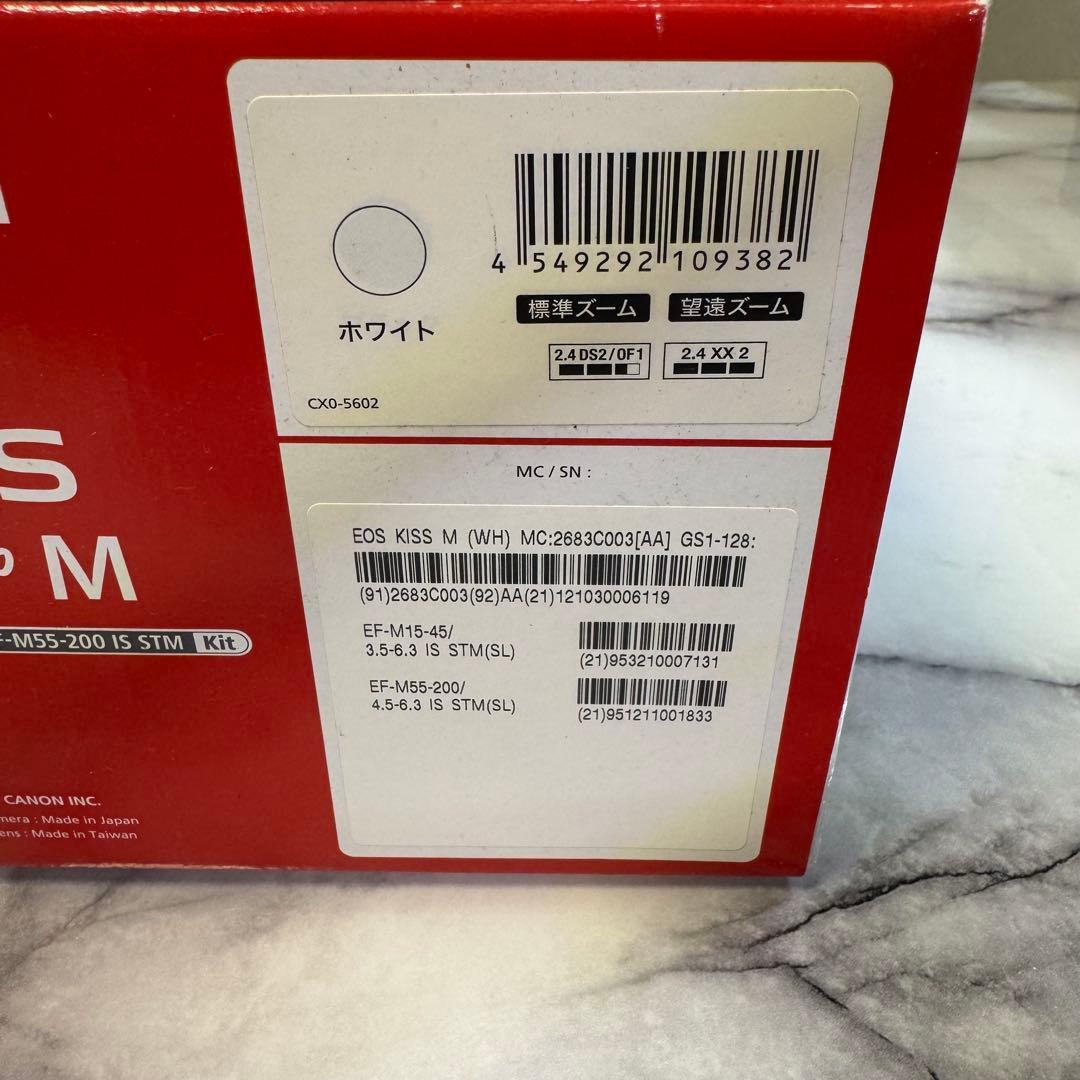 4 549292 109382
標準ズーム 望遠ズーム
ホワイト
2.4 DS2/0F1 2.4 XX 2
CX0-5602
MC / SN :
EOS KISS M (WH) MC:2683C003[AA] GS1-128:
(91)2683C003(92)AA(21)121030006119
EF-M15-45/
3.5-6.3 IS STM(SL)
(21)953210007131
EF-M55-200/
4.5-6.3 IS STM(SL)
(21)951211001833
S
M
-M55-200 IS STM Kit
CANON INC.
mera : Made in Japan
ens : Made in Taiwan